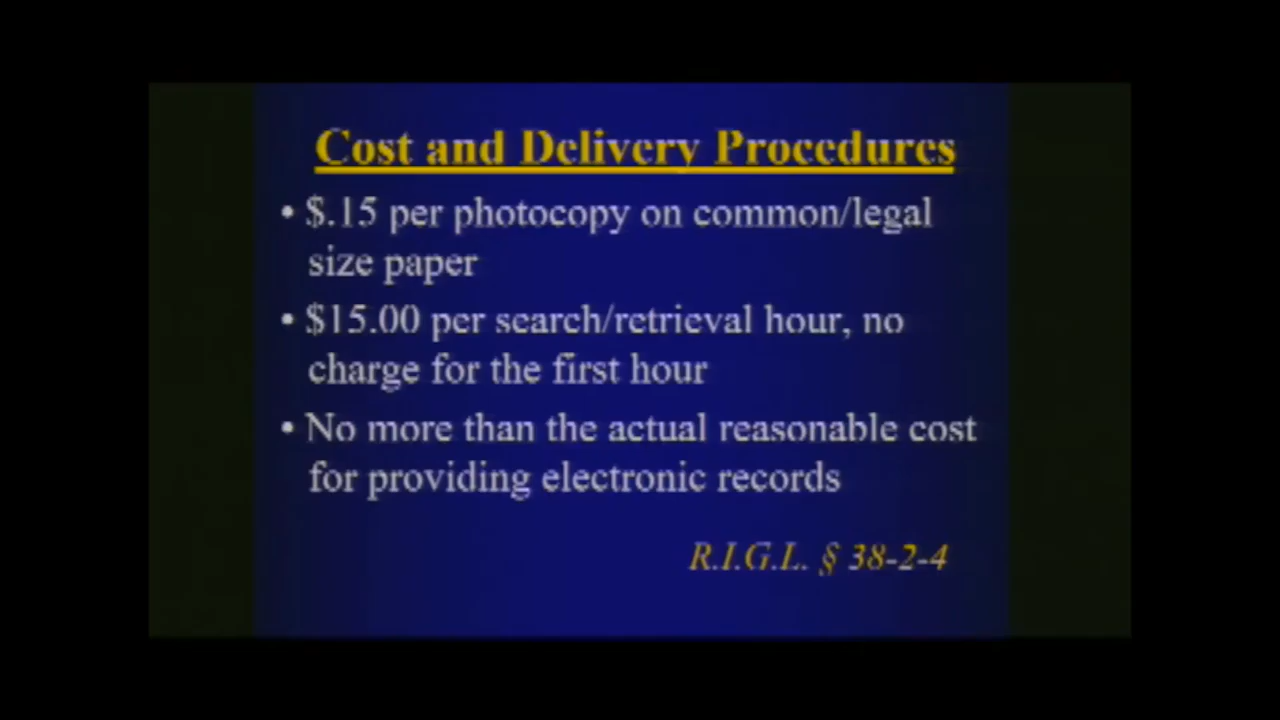 Cost and Delivery Procedures
• $.15 per photocopy on common/legal
size paper
• $15.00 per search/retrieval hour, no
charge for the first hour
• No more than the actual reasonable cost
for providing electronic records
R.I.G.L. § 38-2-4